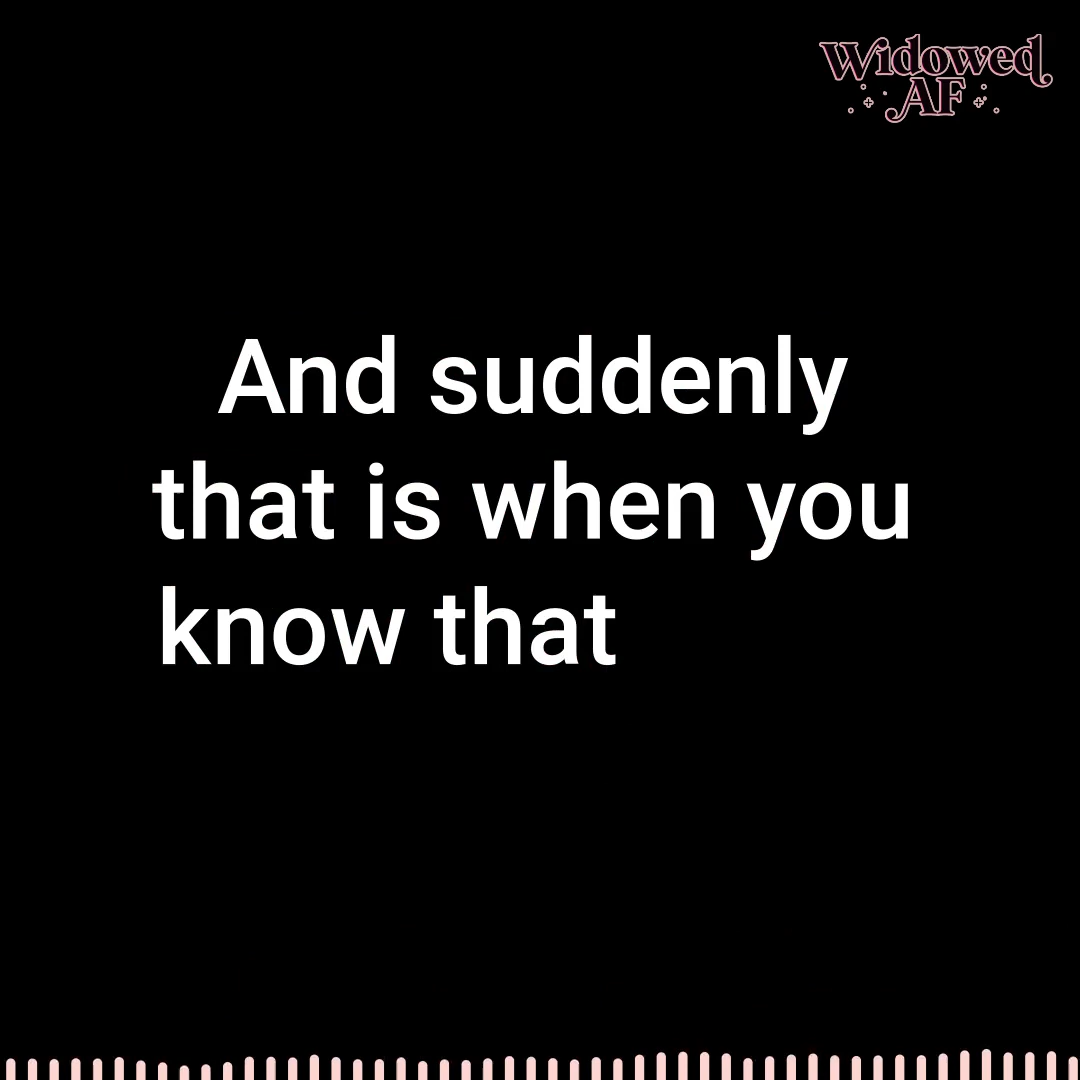 Widowed
AF
And suddenly
that is when you
know that